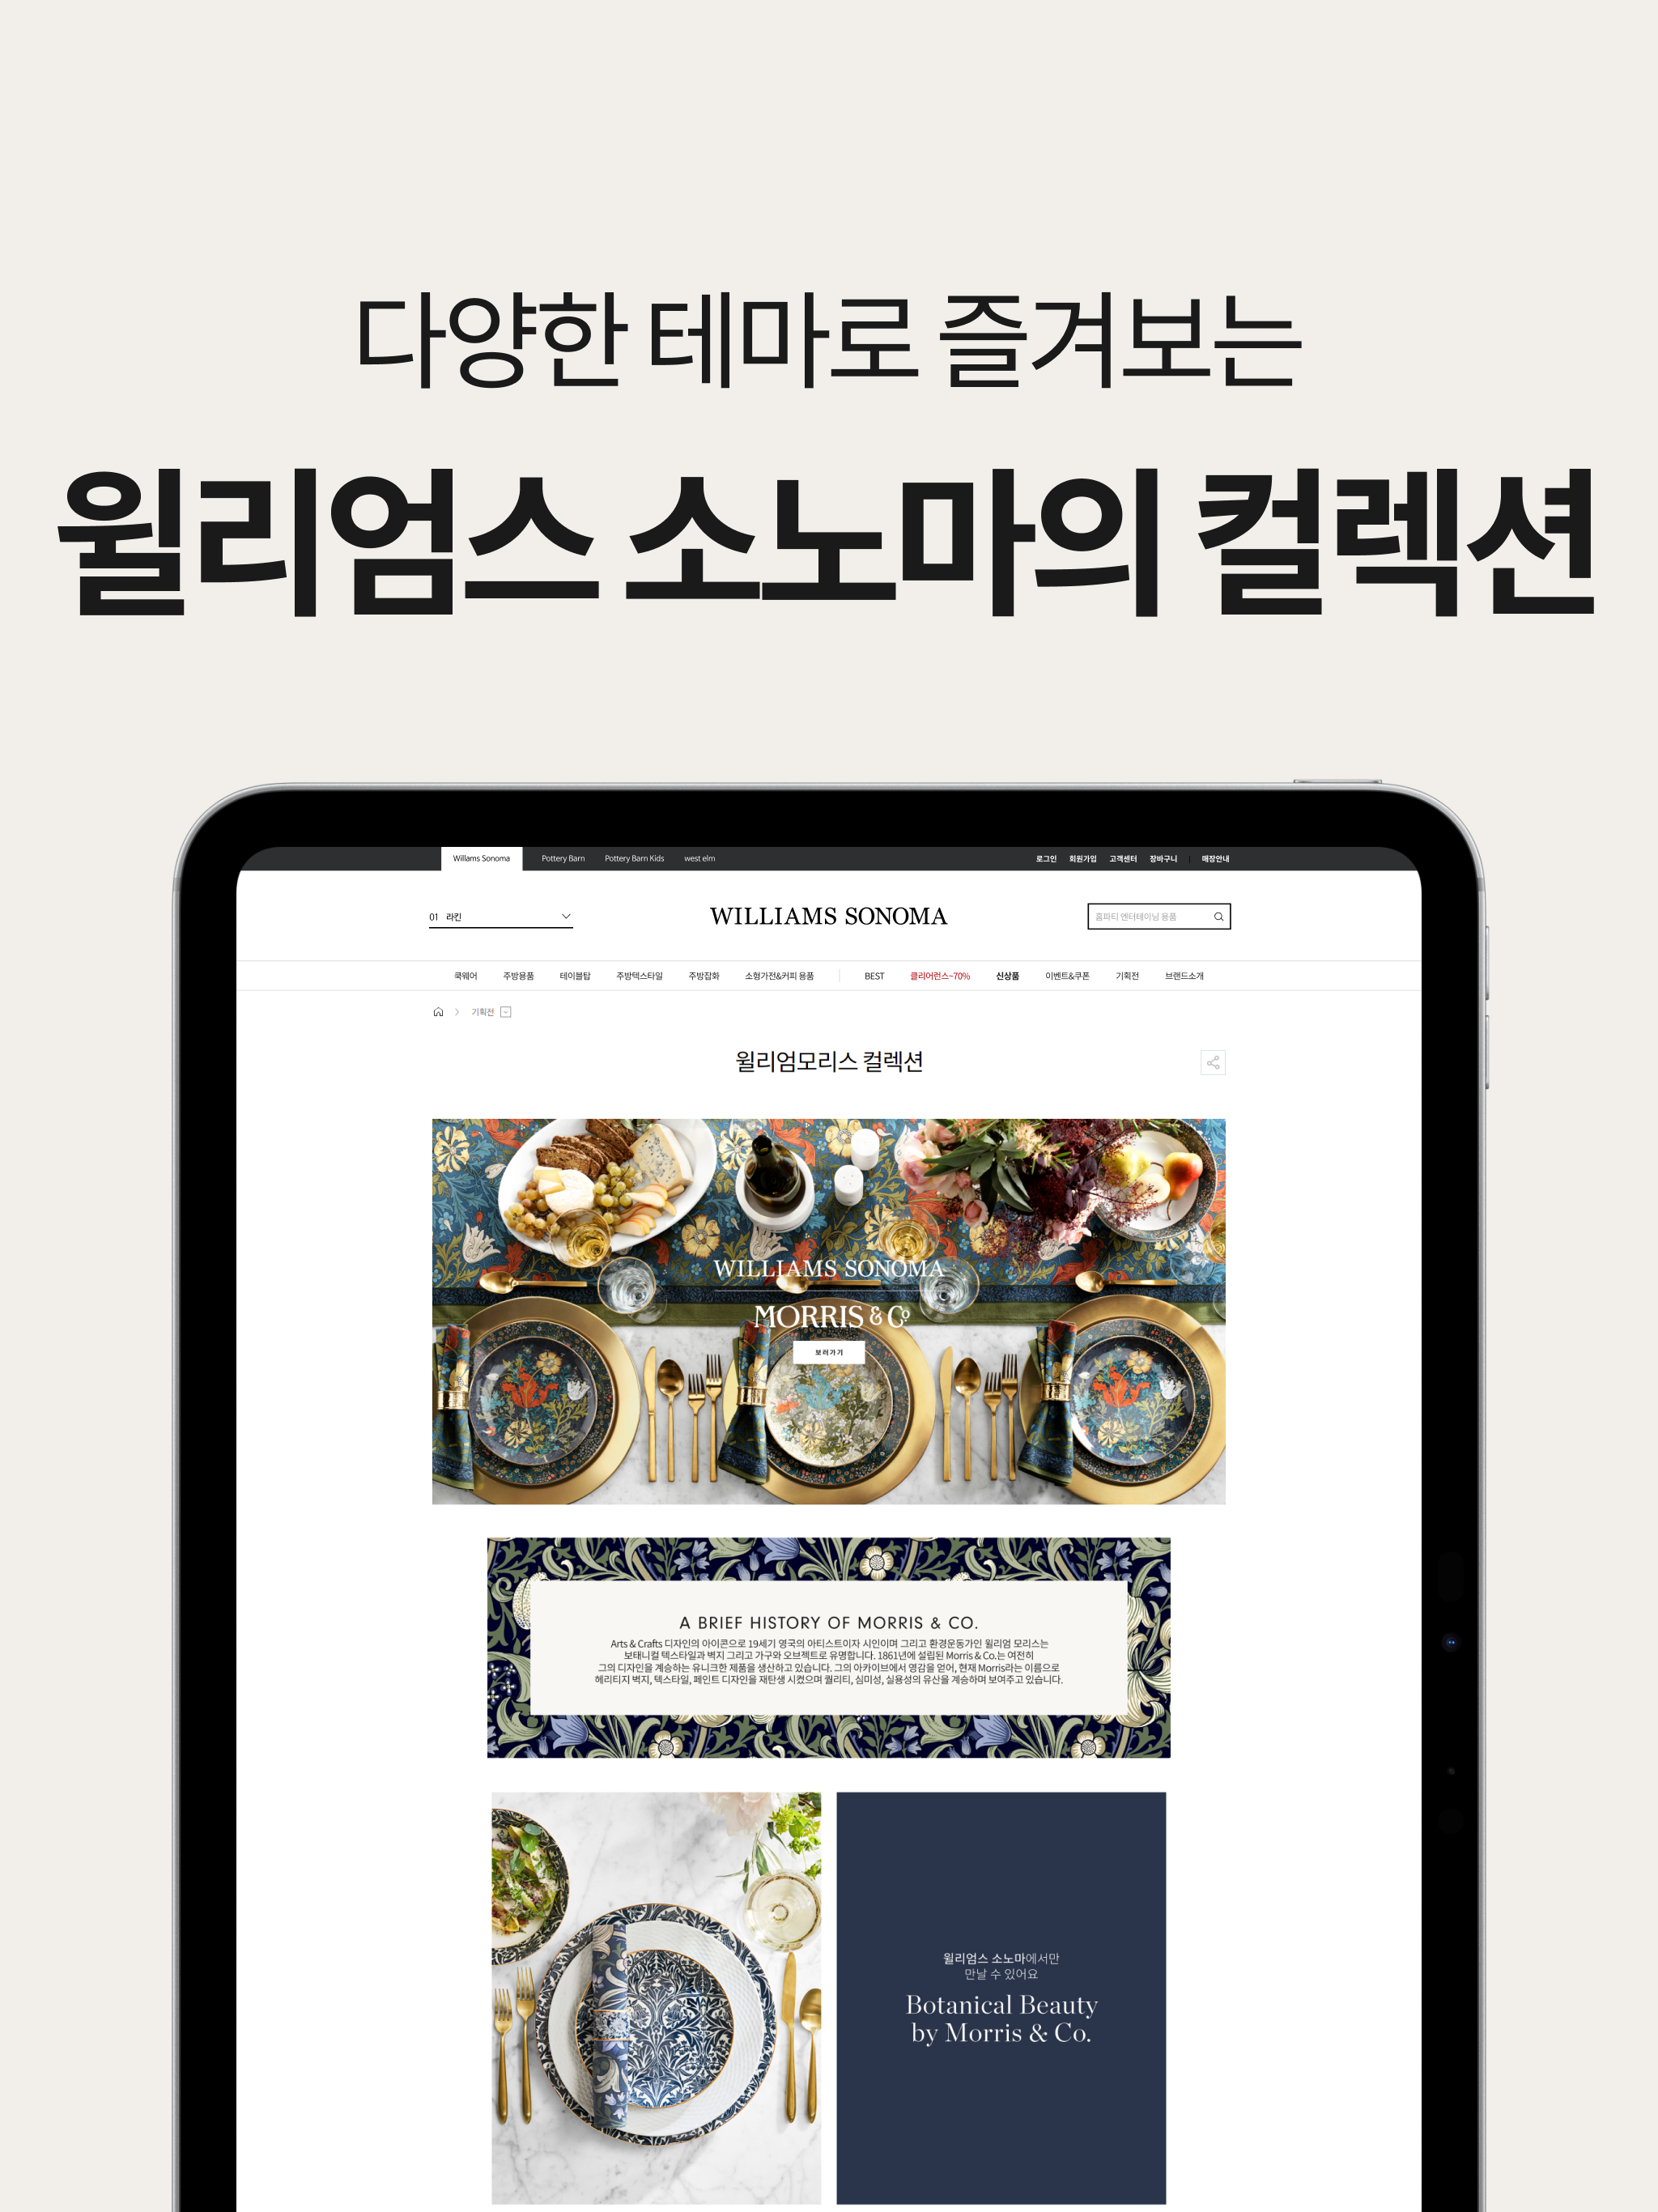 다양한 테마로 즐겨보는
윌리엄스 소노마의 컬렉션
Willams Sonoma Pottery Barn Pottery Barn Kids west elm 로그인 회원가입 고객센터 장바구니 | 매장안내
01 라킨 WILLIAMS SONOMA 홈파티 엔터테이닝 용품
쿡웨어 주방용품 테이블탑 주방텍스타일 주방잡화 소형가전&커피 용품 BEST 클리어런스~70% 신상품 이벤트&쿠폰 기획전 브랜드소개
기획전
윌리엄모리스 컬렉션
WILLIAMS SONOMA
MORRIS & Co.
보러가기
A BRIEF HISTORY OF MORRIS & CO.
Arts & Crafts 디자인의 아이콘으로 19세기 영국의 아티스트이자 시인이며 그리고 환경운동가인 윌리엄 모리스는
보태니컬 텍스타일과 벽지 그리고 가구와 오브젝트로 유명합니다. 1861년에 설립된 Morris & Co.는 여전히
그의 디자인을 계승하는 유니크한 제품을 생산하고 있습니다. 그의 아카이브에서 영감을 얻어, 현재 Morris라는 이름으로
헤리티지 벽지, 텍스타일, 페인트 디자인을 재탄생 시켰으며 퀄리티, 심미성, 실용성의 유산을 계승하며 보여주고 있습니다.
윌리엄스 소노마에서만
만날 수 있어요
Botanical Beauty
by Morris & Co.